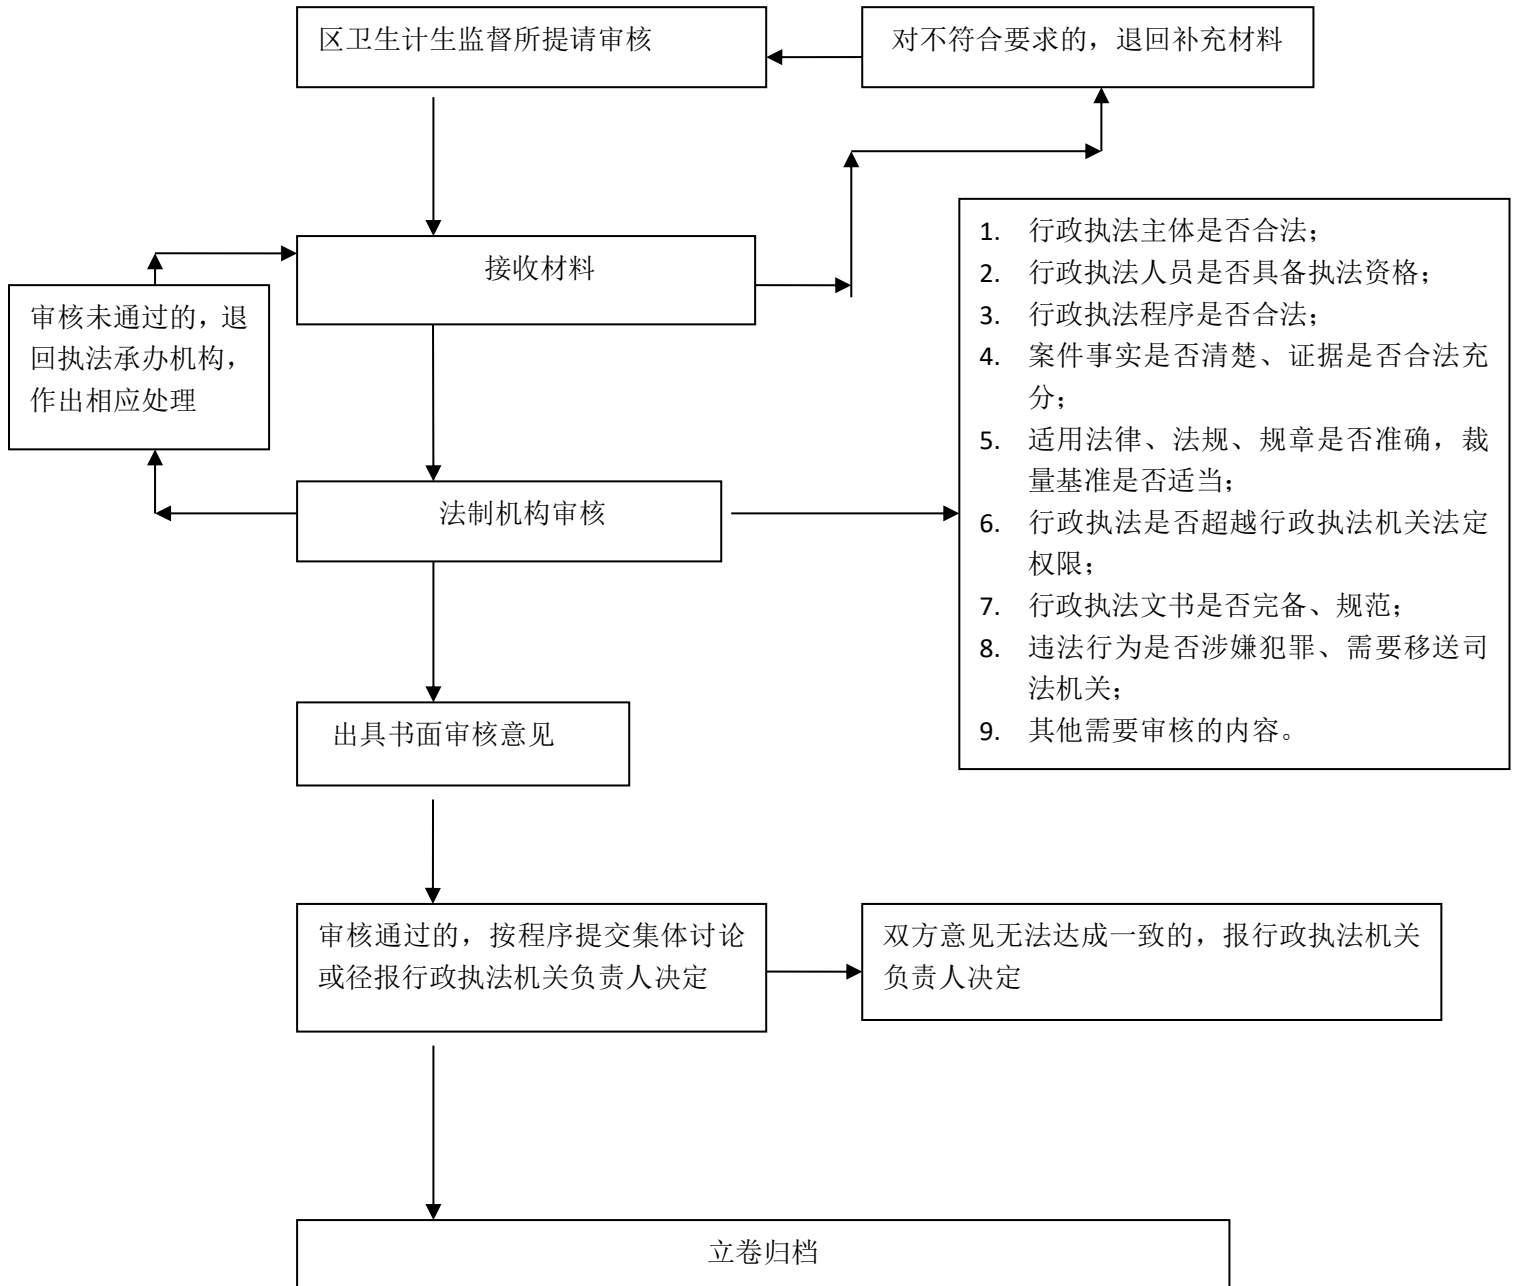 区卫生计生监督所提请审核
对不符合要求的，退回补充材料
接收材料
审核未通过的，退
回执法承办机构，
作出相应处理
1. 行政执法主体是否合法；
2. 行政执法人员是否具备执法资格；
3. 行政执法程序是否合法；
4. 案件事实是否清楚、证据是否合法充
分；
5. 适用法律、法规、规章是否准确，裁
量基准是否适当；
6. 行政执法是否超越行政执法机关法定
权限；
7. 行政执法文书是否完备、规范；
8. 违法行为是否涉嫌犯罪、需要移送司
法机关；
9. 其他需要审核的内容。
法制机构审核
出具书面审核意见
审核通过的，按程序提交集体讨论
或径报行政执法机关负责人决定
双方意见无法达成一致的，报行政执法机关
负责人决定
立卷归档